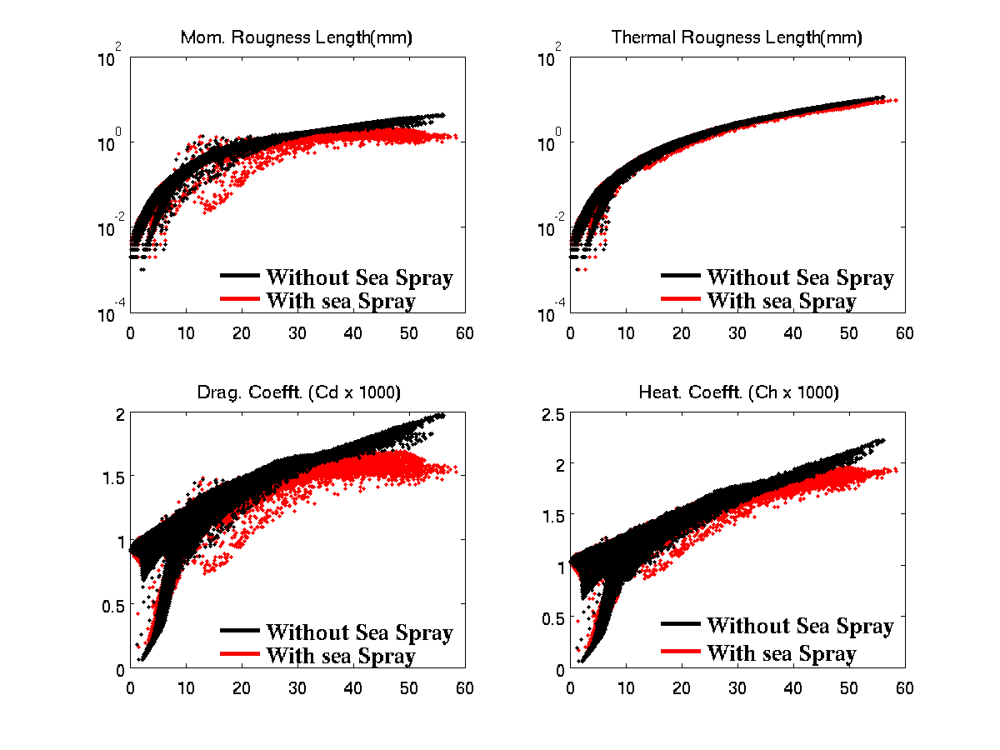 Mom. Rougness Length(mm)
10^2
10^0
10^-2
10^-4
0 10 20 30 40 50 60
Without Sea Spray
With sea Spray
Thermal Rougness Length(mm)
10^2
10^0
10^-2
10^-4
0 10 20 30 40 50 60
Without Sea Spray
With sea Spray
Drag. Coefft. (Cd x 1000)
2
1.5
1
0.5
0
0 10 20 30 40 50 60
Without Sea Spray
With sea Spray
Heat. Coefft. (Ch x 1000)
2.5
2
1.5
1
0.5
0
0 10 20 30 40 50 60
Without Sea Spray
With sea Spray